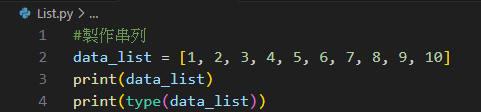 List.py > ...
1 #製作串列
2 data_list = [1, 2, 3, 4, 5, 6, 7, 8, 9, 10]
3 print(data_list)
4 print(type(data_list))